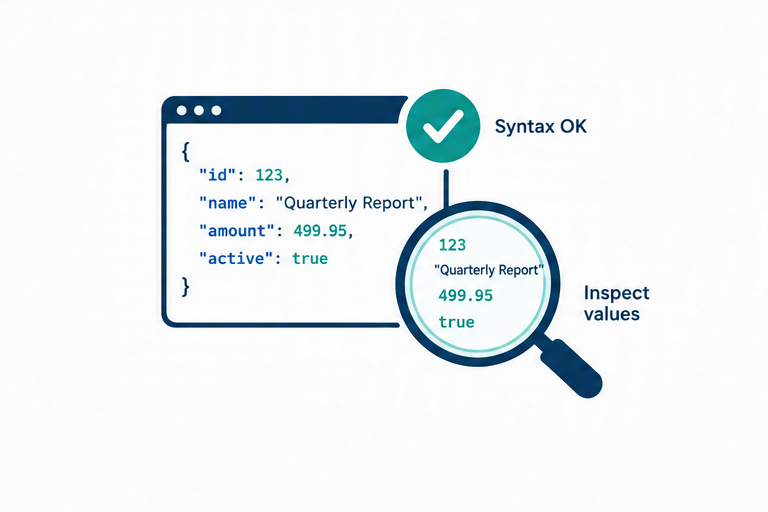 {
"id": 123,
"name": "Quarterly Report",
"amount": 499.95,
"active": true
}
Syntax OK
123
"Quarterly Report"
499.95
true
Inspect
values